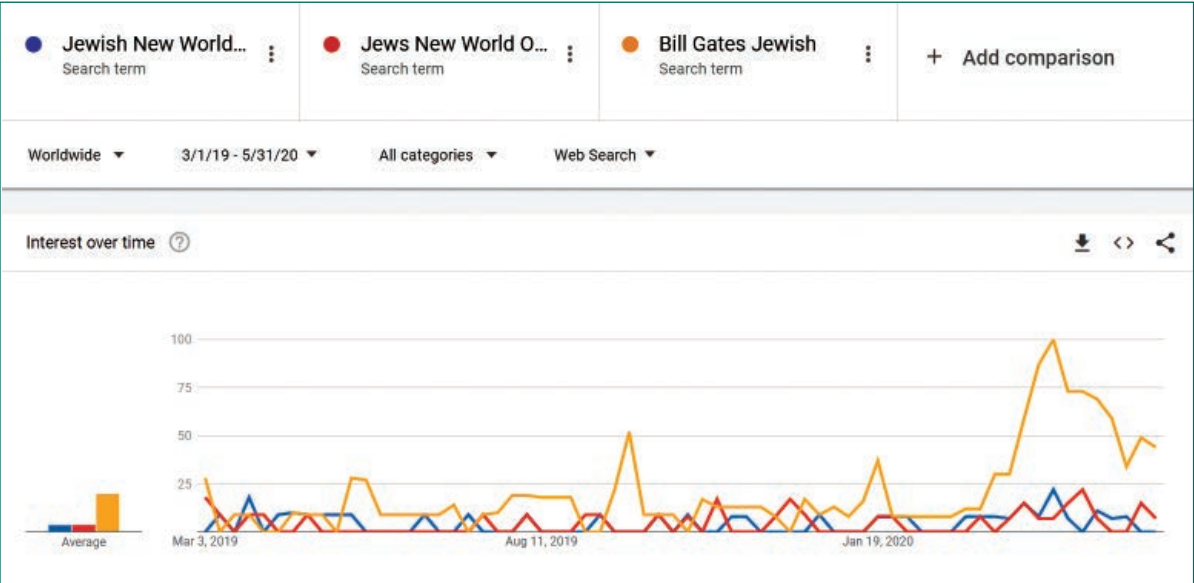 Jewish New World...
Search term
Jews New World O...
Search term
Bill Gates Jewish
Search term
+ Add comparison
Worldwide
3/1/19 - 5/31/20
All categories
Web Search
Interest over time
100
75
50
25
Average
Mar 3, 2019
Aug 11, 2019
Jan 19, 2020